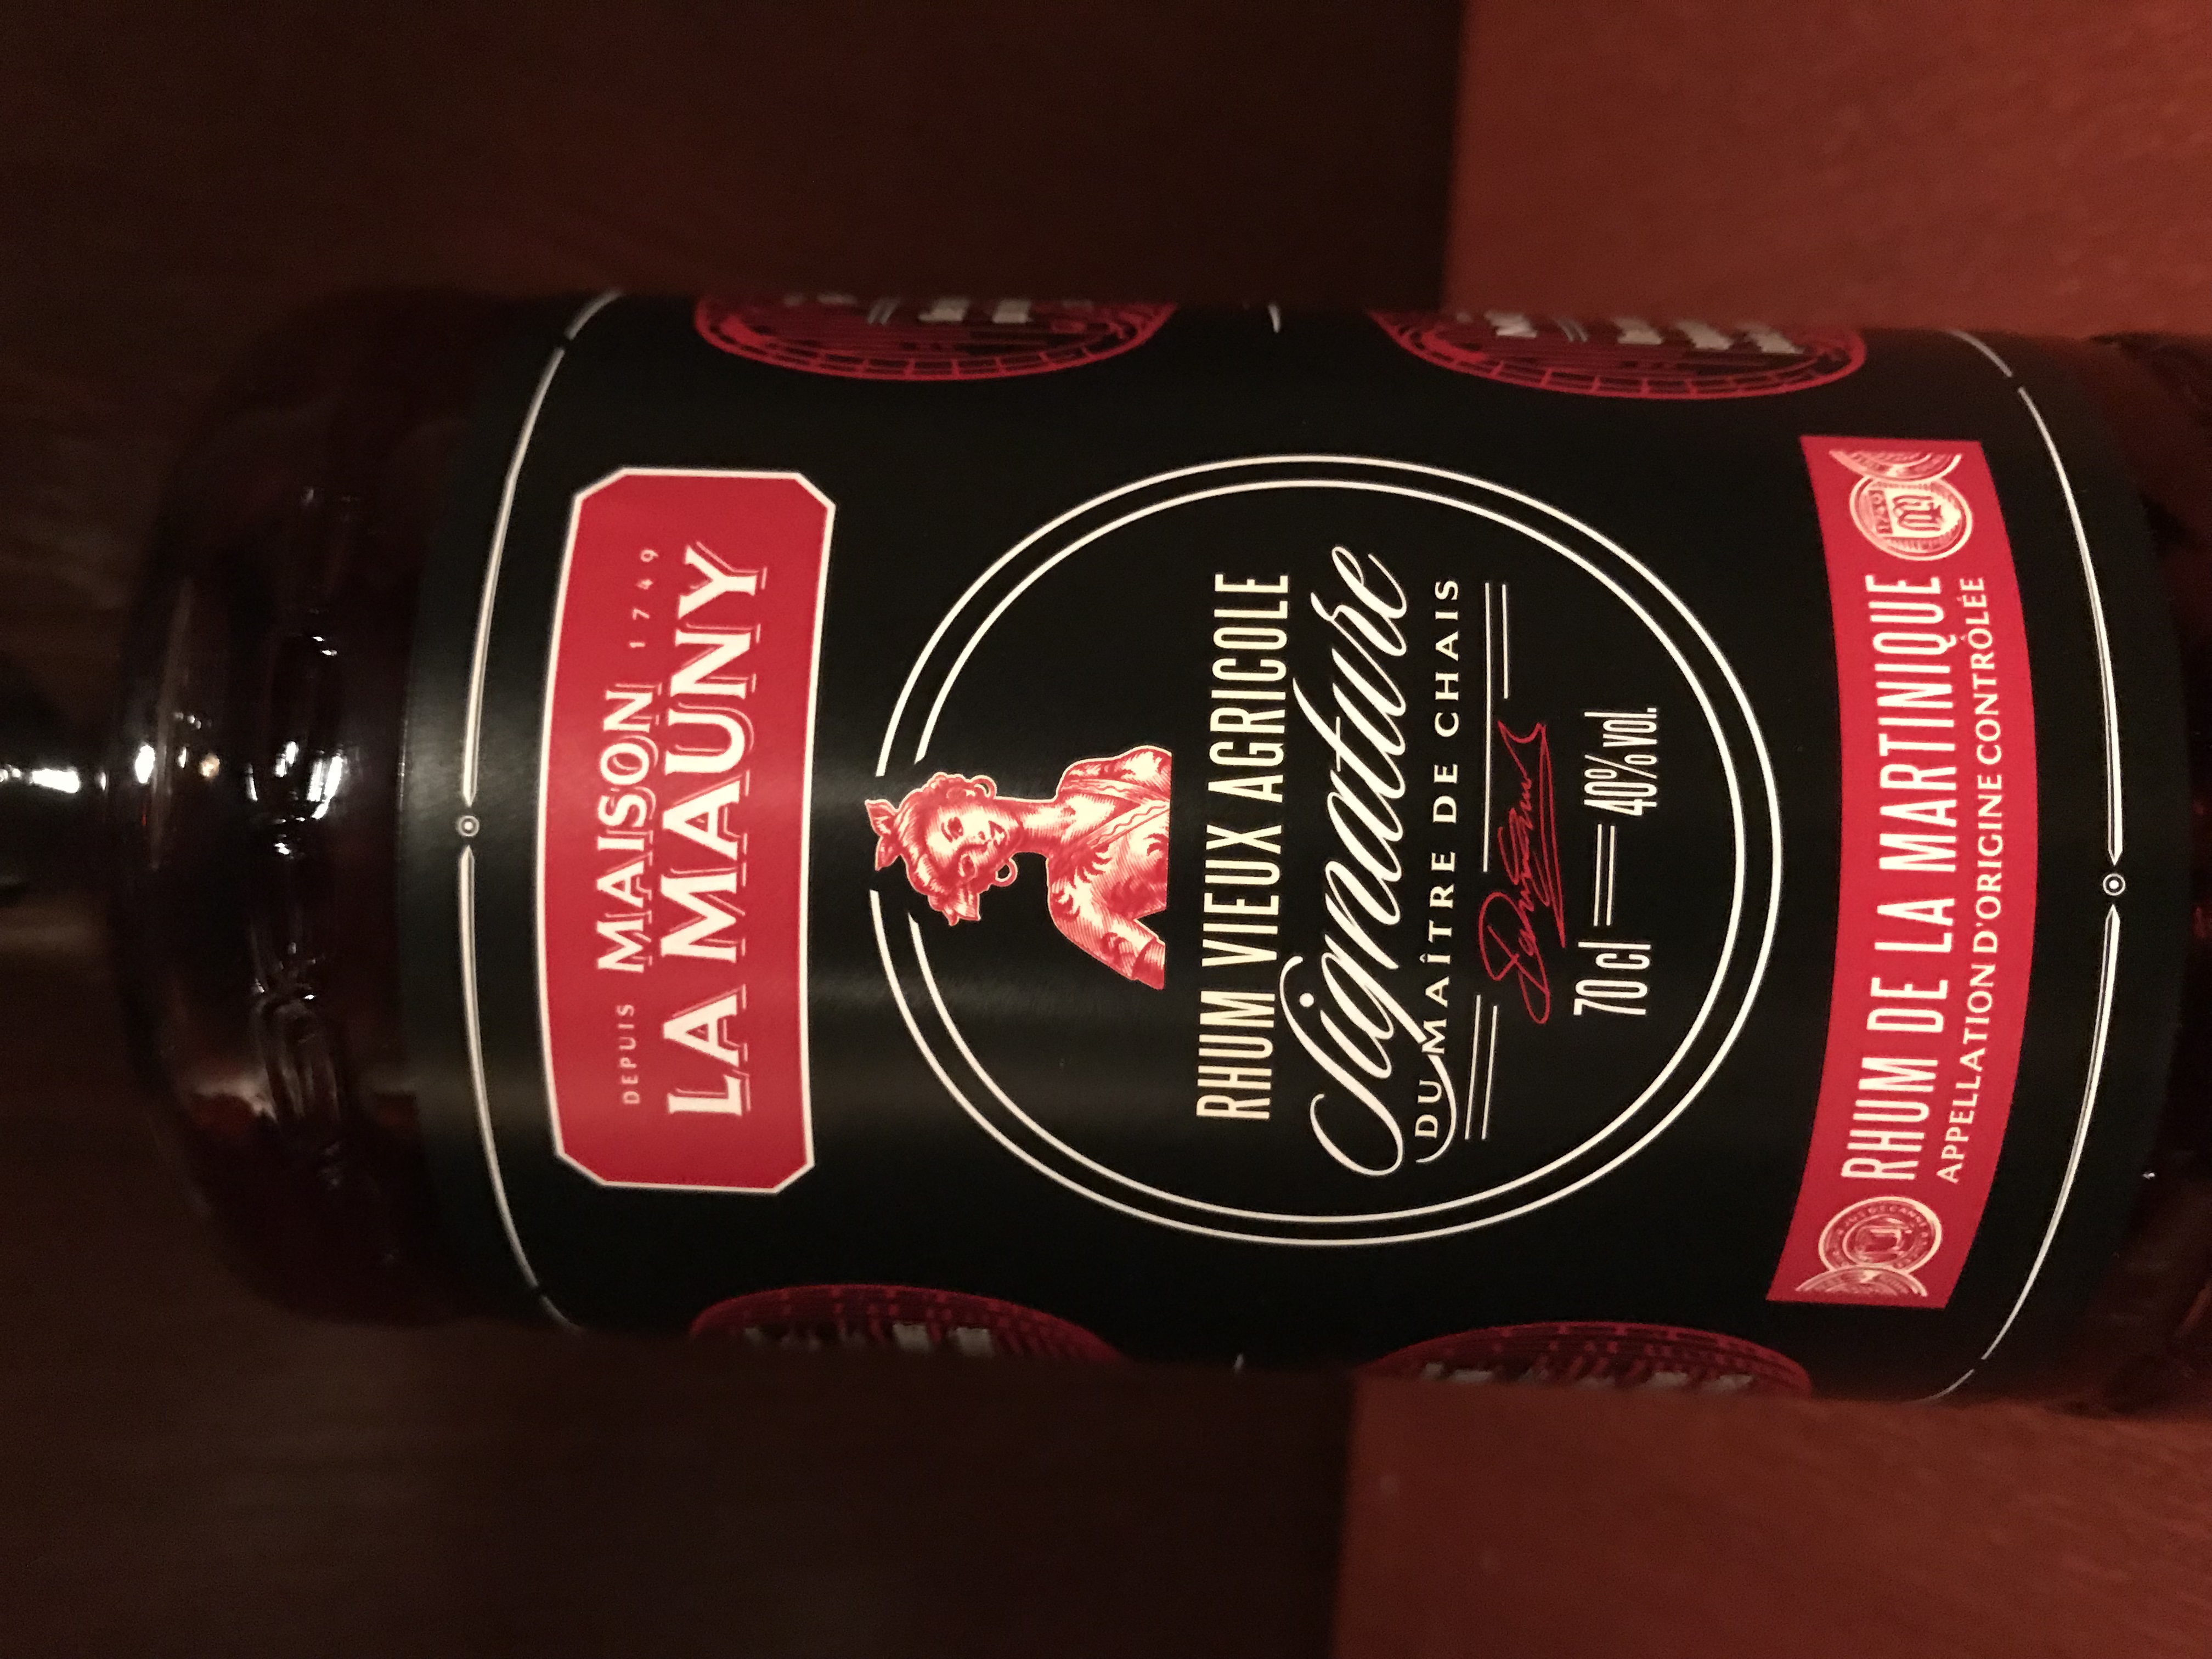 DEPUIS MAISON 1749
LA MAUNY
RHUM VIEUX AGRICOLE
Signature
DU MAÎTRE DE CHAIS
70 cl 40% vol.
RHUM DE LA MARTINIQUE
APPELLATION D'ORIGINE CONTRÔLÉE
1749